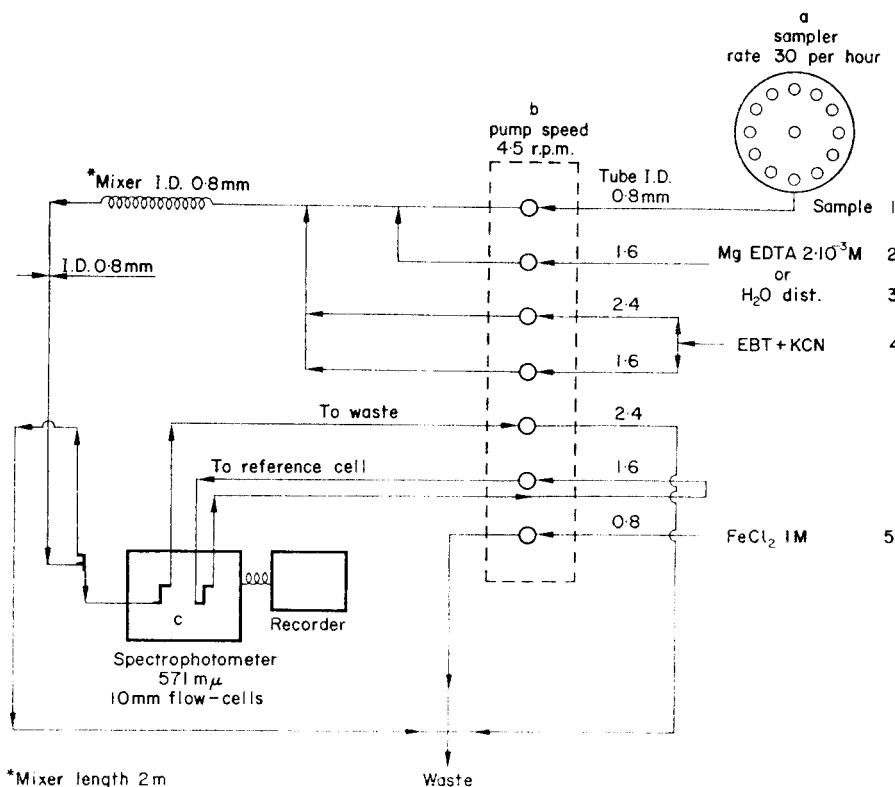 a
sampler
rate 30 per hour
b
pump speed
4·5 r.p.m.
*Mixer I.D. 0·8mm
Tube I.D.
0·8mm
Sample 1
I.D. 0·8mm
1·6
Mg EDTA 2·10⁻³M 2
or
H₂O dist. 3
2·4
EBT + KCN 4
1·6
To waste
2·4
To reference cell
1·6
0·8
FeCl₂ 1M 5
c
Recorder
Spectrophotometer
571 mμ
10mm flow-cells
*Mixer length 2m
Waste